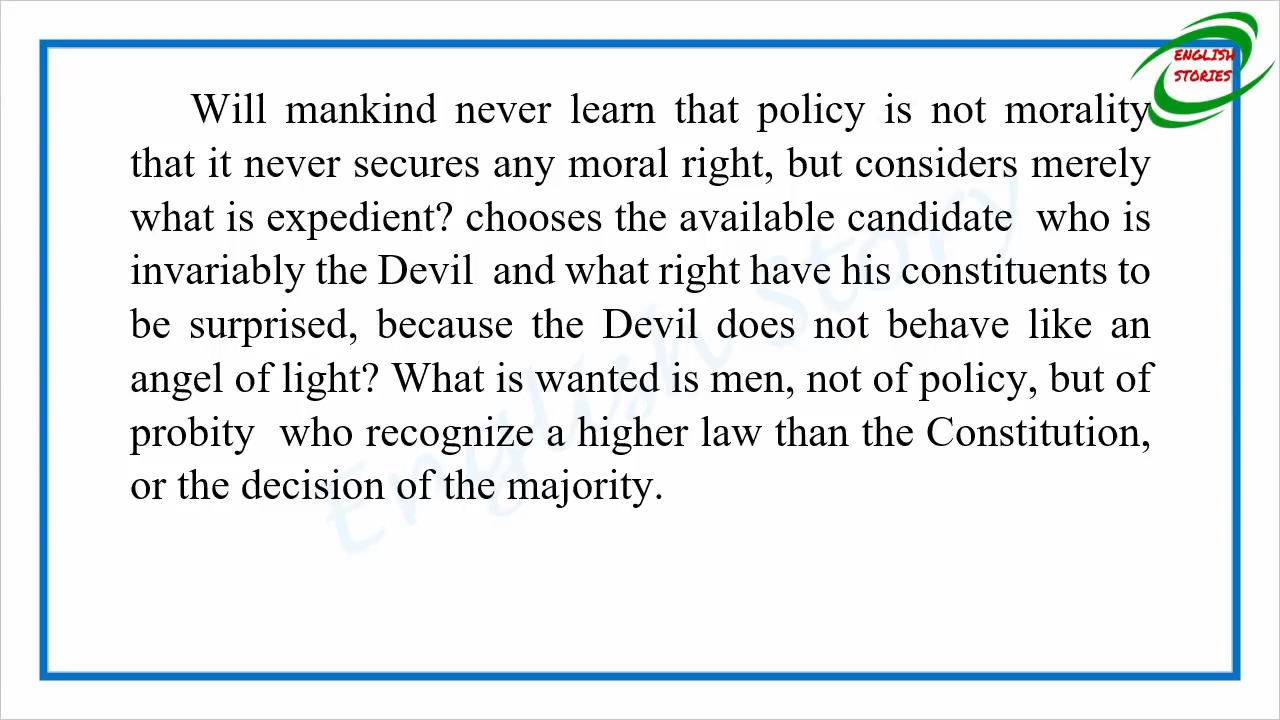 ENGLISH
STORIES
Will mankind never learn that policy is not morality
that it never secures any moral right, but considers merely
what is expedient? chooses the available candidate who is
invariably the Devil and what right have his constituents to
be surprised, because the Devil does not behave like an
angel of light? What is wanted is men, not of policy, but of
probity who recognize a higher law than the Constitution,
or the decision of the majority.
English Story